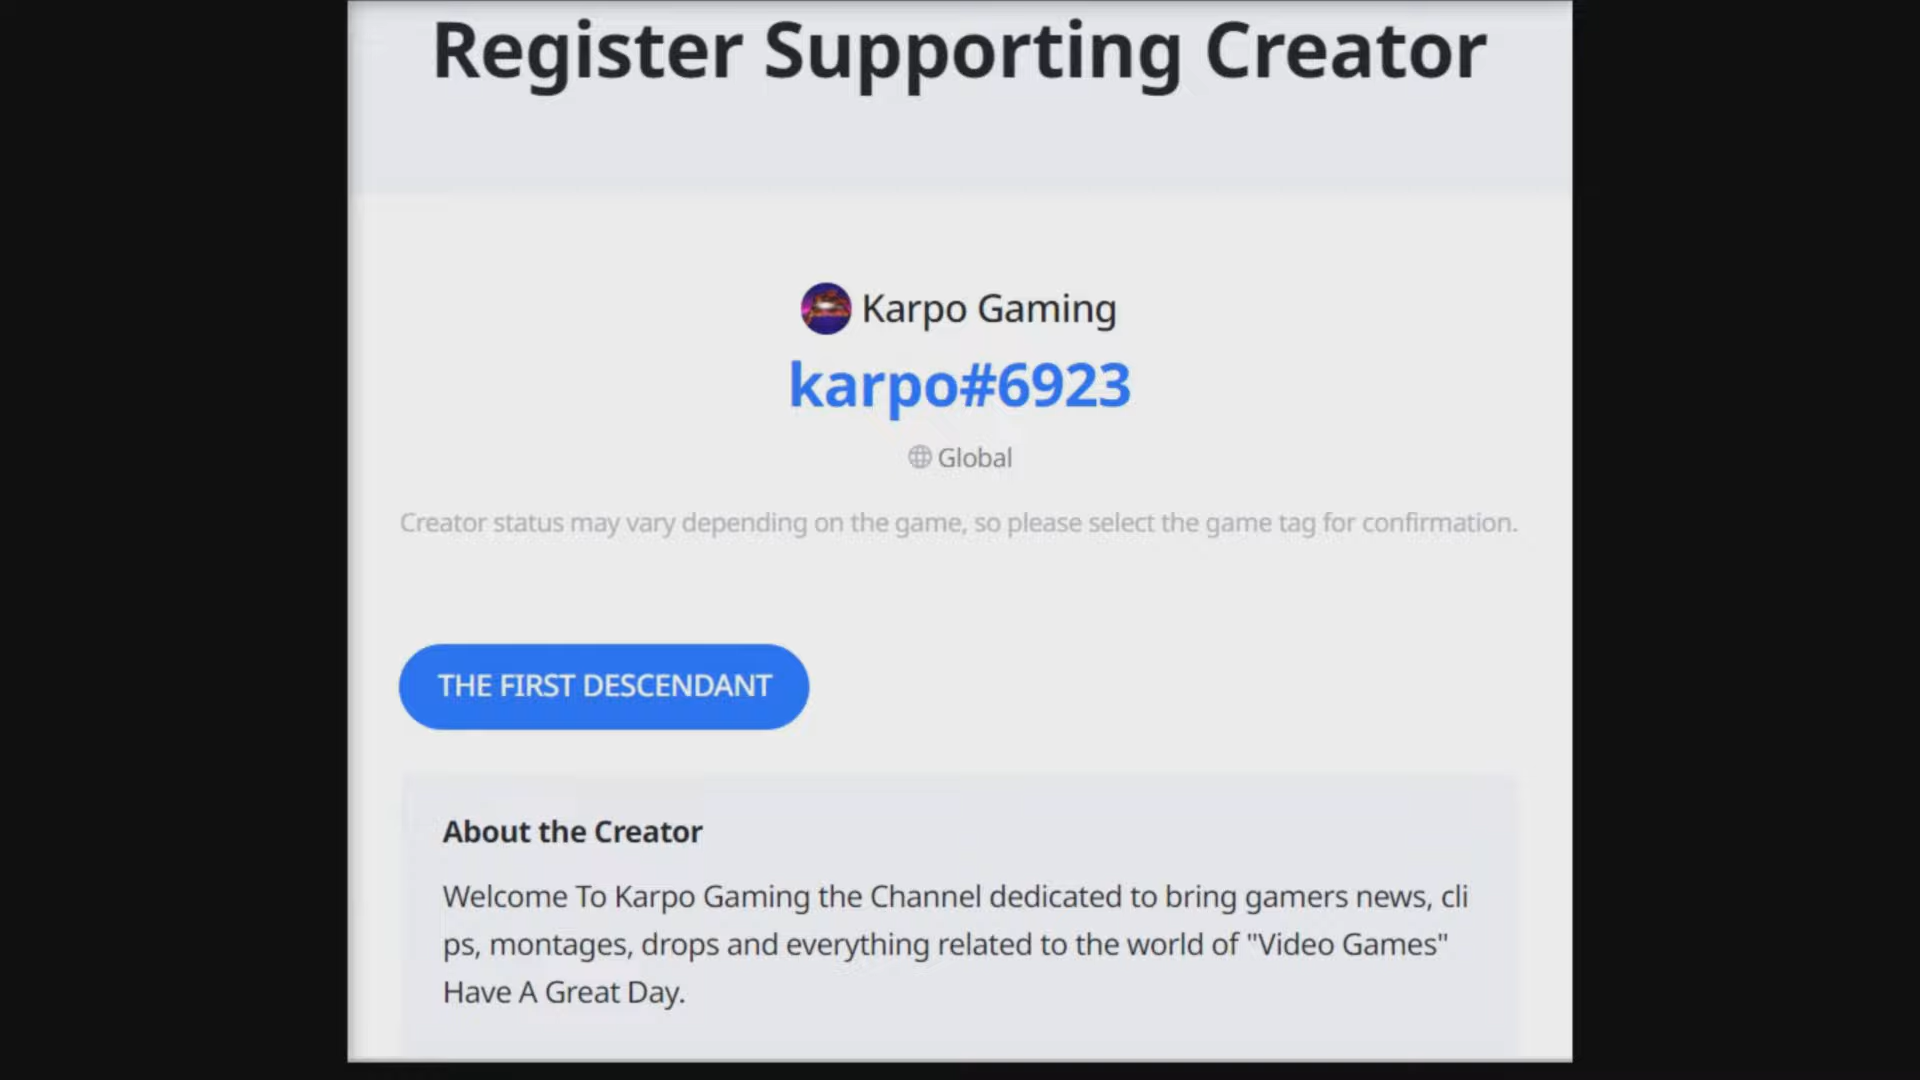 Register Supporting Creator
Karpo Gaming
karpo#6923
Global
Creator status may vary depending on the game, so please select the game tag for confirmation.
THE FIRST DESCENDANT
About the Creator
Welcome To Karpo Gaming the Channel dedicated to bring gamers news, cli
ps, montages, drops and everything related to the world of "Video Games"
Have A Great Day.